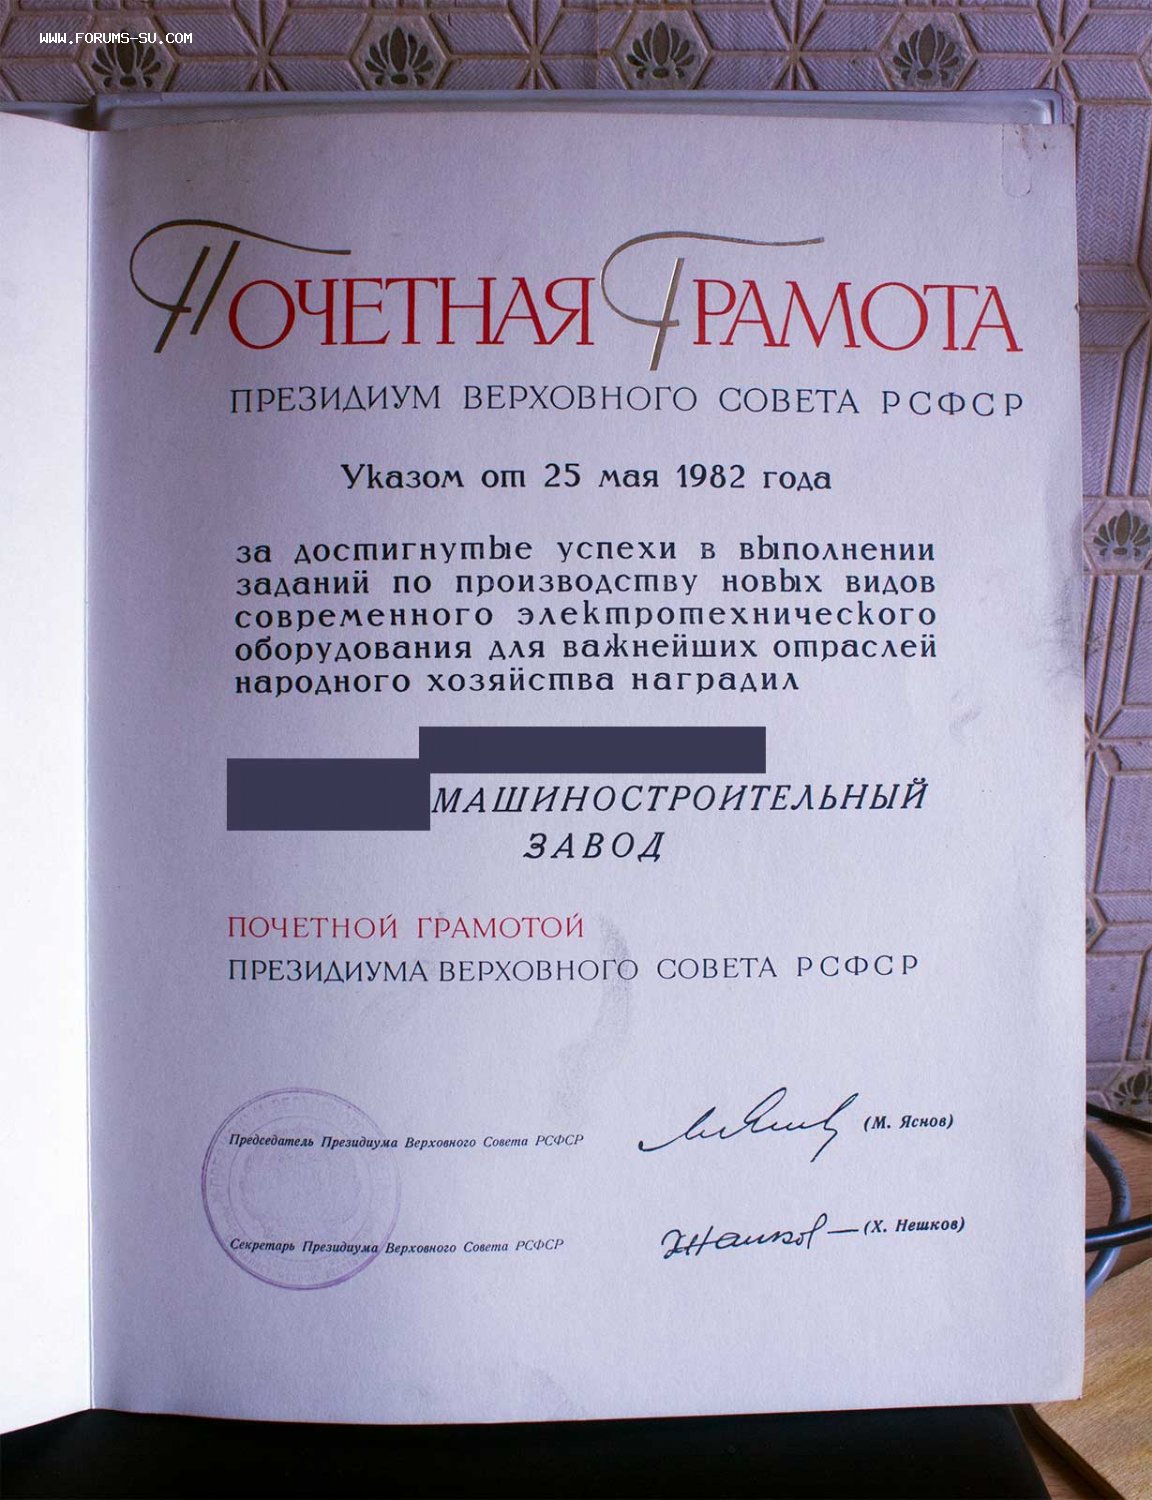 WWW.FORUMS-SU.COM
ПОЧЕТНАЯ ГРАМОТА
ПРЕЗИДИУМ ВЕРХОВНОГО СОВЕТА РСФСР
Указом от 25 мая 1982 года
за достигнутые успехи в выполнении
заданий по производству новых видов
современного электротехнического
оборудования для важнейших отраслей
народного хозяйства наградил
МАШИНОСТРОИТЕЛЬНЫЙ
ЗАВОД
ПОЧЕТНОЙ ГРАМОТОЙ
ПРЕЗИДИУМА ВЕРХОВНОГО СОВЕТА РСФСР
Председатель Президиума Верховного Совета РСФСР (М. Яснов)
Секретарь Президиума Верховного Совета РСФСР (Х. Нешков)